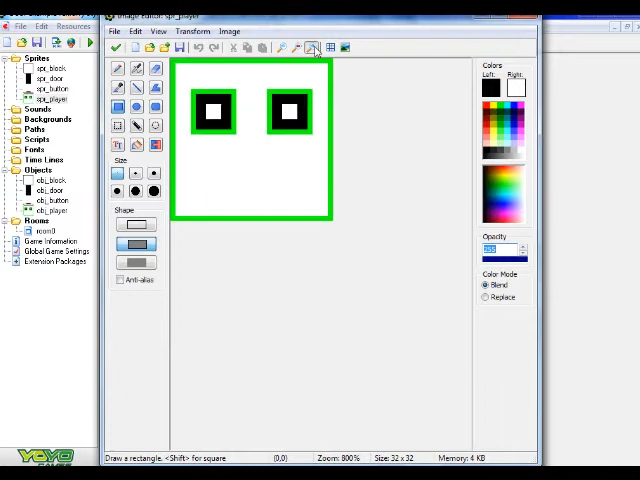 Image Editor: spr_player
File Edit Resources
File Edit View Transform Image
Sprites
spr_block
spr_door
spr_button
spr_player
Sounds
Backgrounds
Paths
Scripts
Fonts
Time Lines
Objects
obj_block
obj_door
obj_button
obj_player
Rooms
room0
Game Information
Global Game Settings
Extension Packages
Size
Shape
Anti-alias
Colors
Left: Right:
Opacity
255
Color Mode
Blend
Replace
YOYO
GAMES
Draw a rectangle. <Shift> for square (0,0) Zoom: 800% Size: 32 x 32 Memory: 4 KB